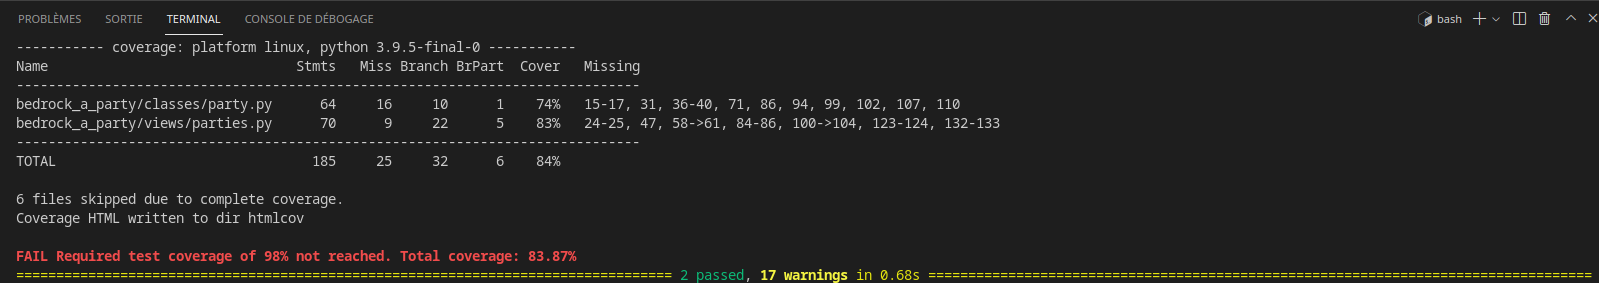 PROBLÈMES SORTIE TERMINAL CONSOLE DE DÉBOGAGE bash
----------- coverage: platform linux, python 3.9.5-final-0 -----------
Name                               Stmts   Miss Branch BrPart  Cover   Missing
------------------------------------------------------------------------------
bedrock_a_party/classes/party.py      64     16     10      1    74%   15-17, 31, 36-40, 71, 86, 94, 99, 102, 107, 110
bedrock_a_party/views/parties.py      70      9     22      5    83%   24-25, 47, 58->61, 84-86, 100->104, 123-124, 132-133
------------------------------------------------------------------------------
TOTAL                                185     25     32      6    84%
6 files skipped due to complete coverage.
Coverage HTML written to dir htmlcov
FAIL Required test coverage of 98% not reached. Total coverage: 83.87%
================================================================================== 2 passed, 17 warnings in 0.68s ===================================================================================